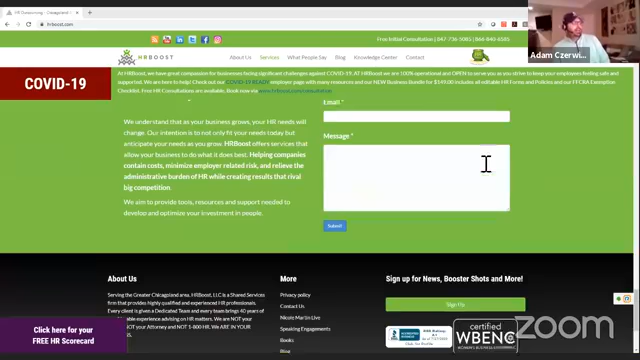 HR Outsourcing - Chicagoland ar
hrboost.com
Free Initial Consultation | 847-736-5085
HRBOOST
About Us
Services
What People Say
Blog
Knowledge Center
Contact
Adam Czerwi...
COVID-19
At HRBoost, we have great compassion for businesses facing significant challenges against COVID-19. AT HRBoost we are 100% operational and OPEN to serve you as you strive to keep your employees feeling safe and
supported. We are here to help! Check out our COVID-19 READY employer page with many resources and our NEW Business Bundle for $149.00 includes all editable HR Forms and Policies and an FFCRA Exemption
Checklist. Free HR Consultations are available. Book now via
Email *
We understand that as your business grows, your HR needs will
change. Our intention is to not only fit your needs today but
anticipate your needs as you grow. HRBoost offers services that
allow your business to do what it does best. Helping companies
contain costs, minimize employer related risk, and relieve the
administrative burden of HR while creating results that rival
big competition.
Message *
We aim to provide tools, resources and support needed to
develop and optimize your investment in people.
Submit
About Us
Serving the Greater Chicagoland area, HRBoost, LLC is a Shared Services
firm that provides highly qualified and experienced HR professionals.
Every client is given a Dedicated Team and every team brings 40 years of
experience advising on HR matters. We are NOT
NOT your Attorney and NOT 1-800 HR. WE ART IN YOUR
More
Privacy policy
Contact Us
Nicole Martin Live
Speaking Engagements
Books
Blog
Sign up for News, Booster Shots and More!
Sign Up
BBB Rating: A+
certified
WBENC
WOMEN'S BUSINESS ENTERPRISE
Click here for your
FREE HR Scorecard
zoom